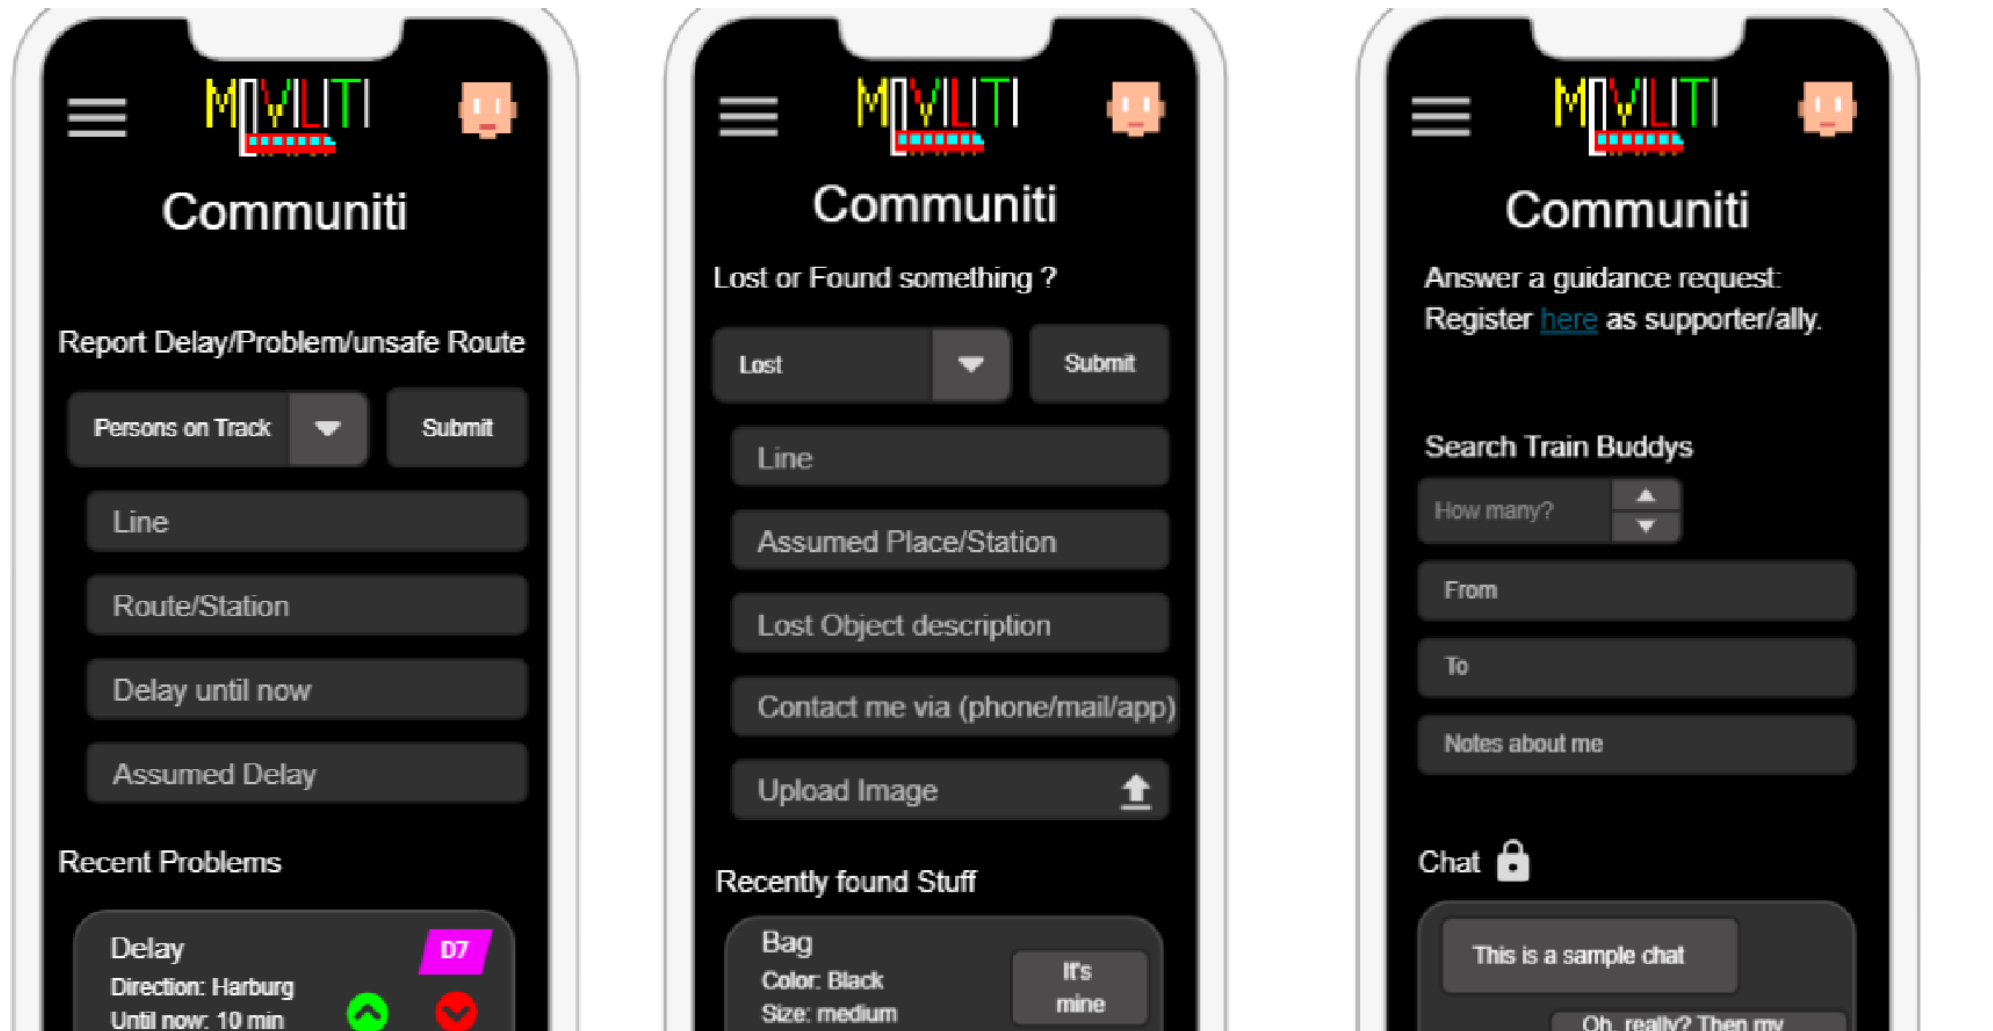 MOVILITI
Communiti
Report Delay/Problem/unsafe Route
Persons on Track
Submit
Line
Route/Station
Delay until now
Assumed Delay
Recent Problems
Delay
D7
Direction: Harburg
Until now: 10 min
MOVILITI
Communiti
Lost or Found something ?
Lost
Submit
Line
Assumed Place/Station
Lost Object description
Contact me via (phone/mail/app)
Upload Image
Recently found Stuff
Bag
Color: Black
Size: medium
It's
mine
MOVILITI
Communiti
Answer a guidance request:
Register here as supporter/ally.
Search Train Buddys
How many?
From
To
Notes about me
Chat
This is a sample chat
Oh, really? Then my